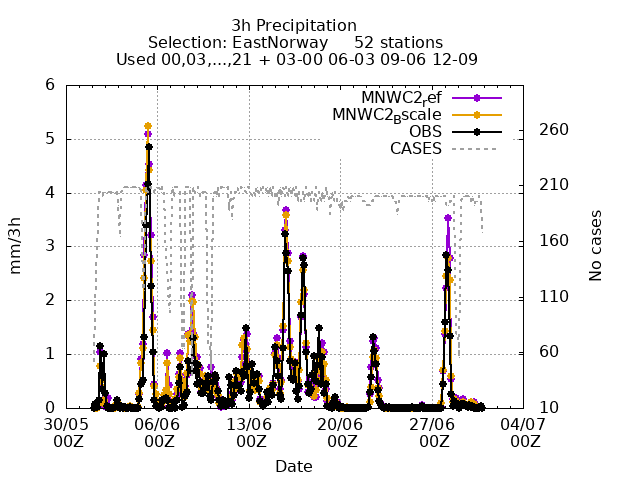 3h Precipitation
Selection: EastNorway 52 stations
Used 00,03,...,21 + 03-00 06-03 09-06 12-09
MNWC2_ref
MNWC2_Bscale
OBS
CASES
6
5
4
3
2
1
0
mm/3h
260
210
160
110
60
10
No cases
30/05 06/06 13/06 20/06 27/06 04/07
00Z 00Z 00Z 00Z 00Z 00Z
Date